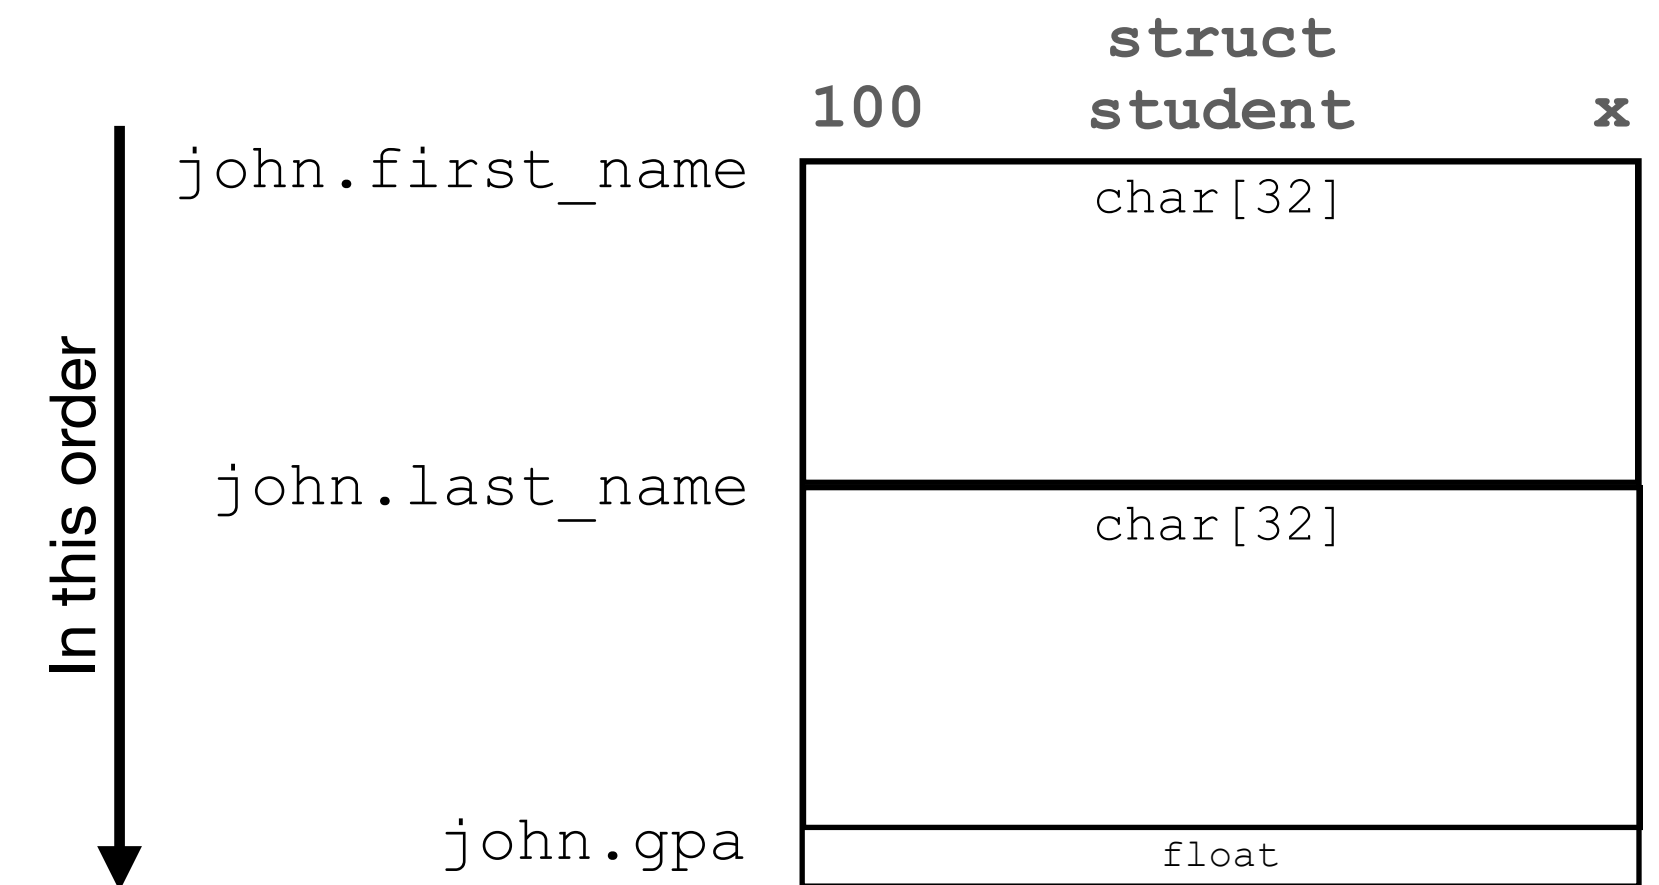 struct
100 student x
john.first_name
char[32]
In this order
john.last_name
char[32]
john.gpa
float